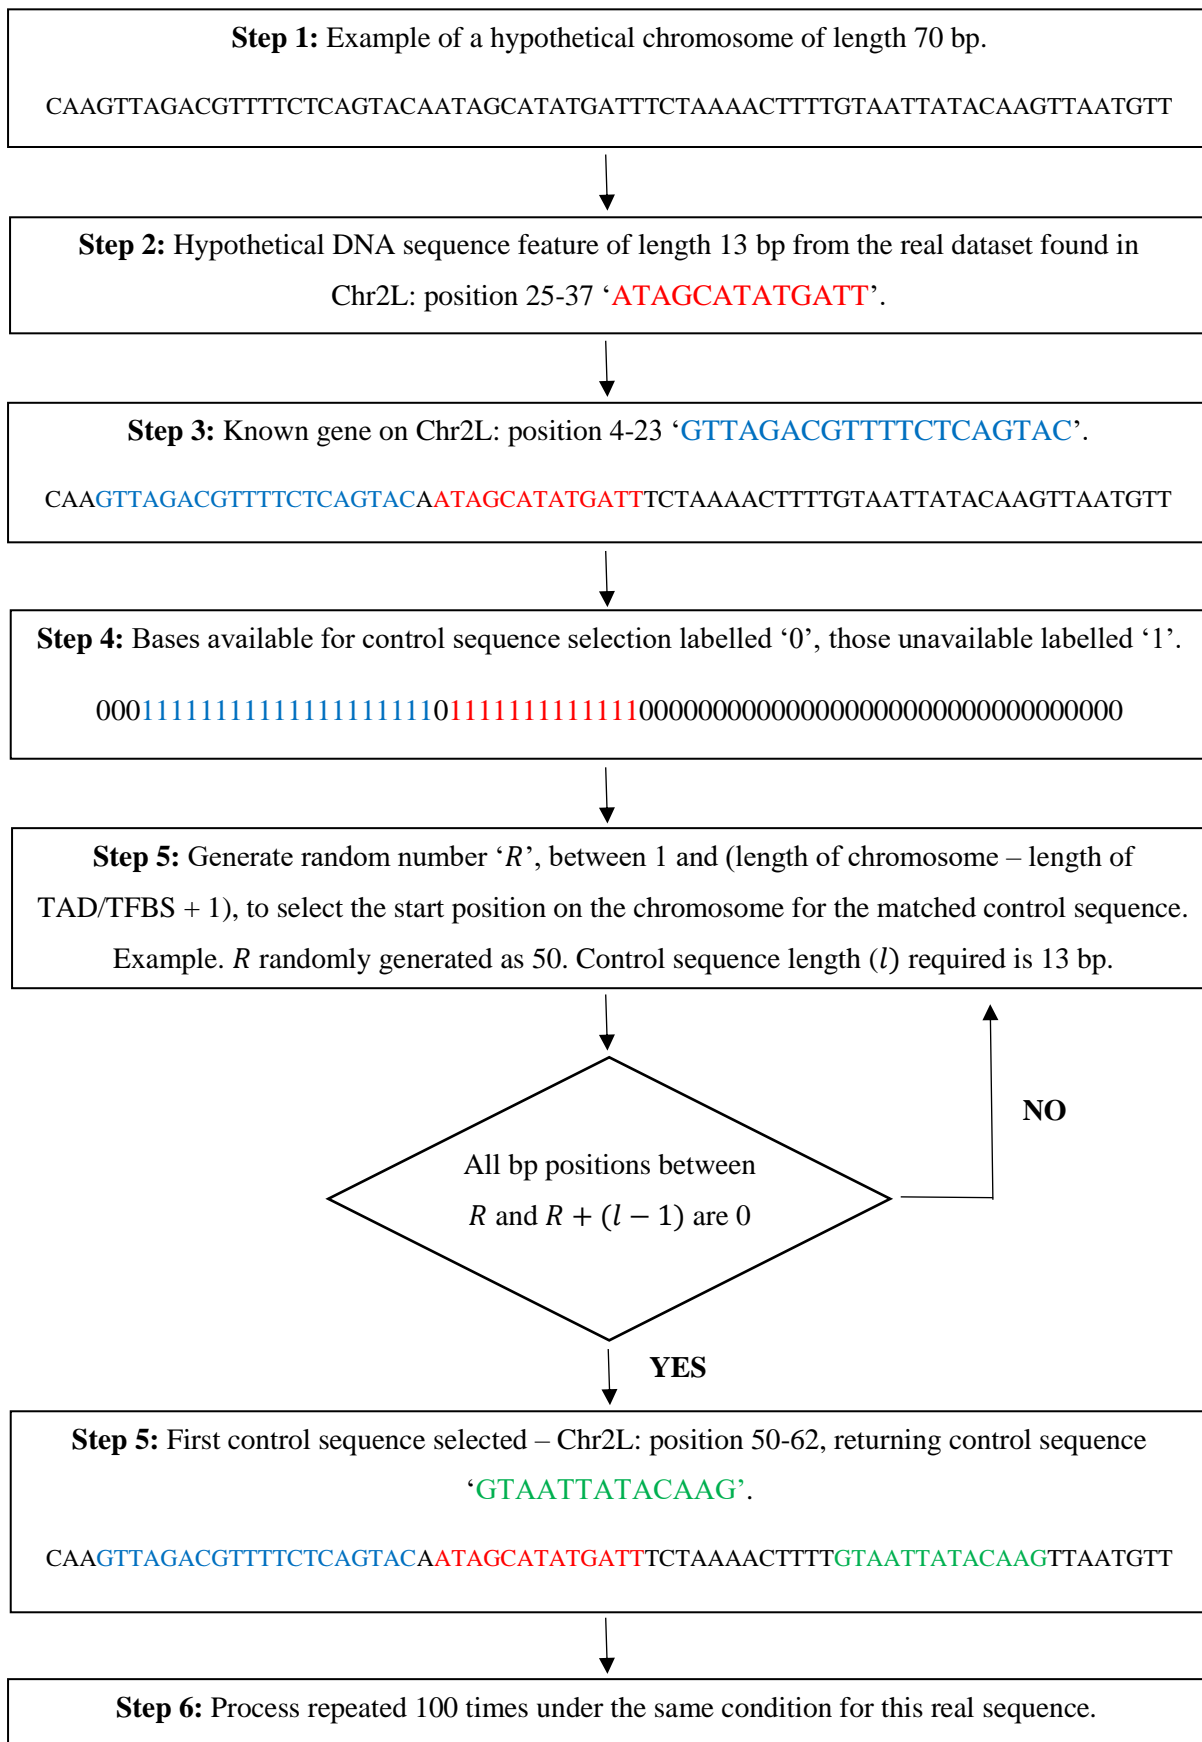 Step 1: Example of a hypothetical chromosome of length 70 bp.
CAAGTTAGACGTTTTCTCAGTACAATAGCATATGATTTCTAAAACTTTTGTAATTATACAAGTTAATGTT
Step 2: Hypothetical DNA sequence feature of length 13 bp from the real dataset found in
Chr2L: position 25-37 ‘ATAGCATATGATT’.
Step 3: Known gene on Chr2L: position 4-23 ‘GTTAGACGTTTTCTCAGTAC’.
CAAGTTAGACGTTTTCTCAGTACAATAGCATATGATTTCTAAAACTTTTGTAATTATACAAGTTAATGTT
Step 4: Bases available for control sequence selection labelled ‘0’, those unavailable labelled ‘1’.
0001111111111111111111101111111111111000000000000000000000000000000000
Step 5: Generate random number ‘R’, between 1 and (length of chromosome – length of
TAD/TFBS + 1), to select the start position on the chromosome for the matched control sequence.
Example. R randomly generated as 50. Control sequence length (l) required is 13 bp.
All bp positions between
R and R + (l − 1) are 0
NO
YES
Step 5: First control sequence selected – Chr2L: position 50-62, returning control sequence
‘GTAATTATACAAG’.
CAAGTTAGACGTTTTCTCAGTACAATAGCATATGATTTCTAAAACTTTTGTAATTATACAAGTTAATGTT
Step 6: Process repeated 100 times under the same condition for this real sequence.